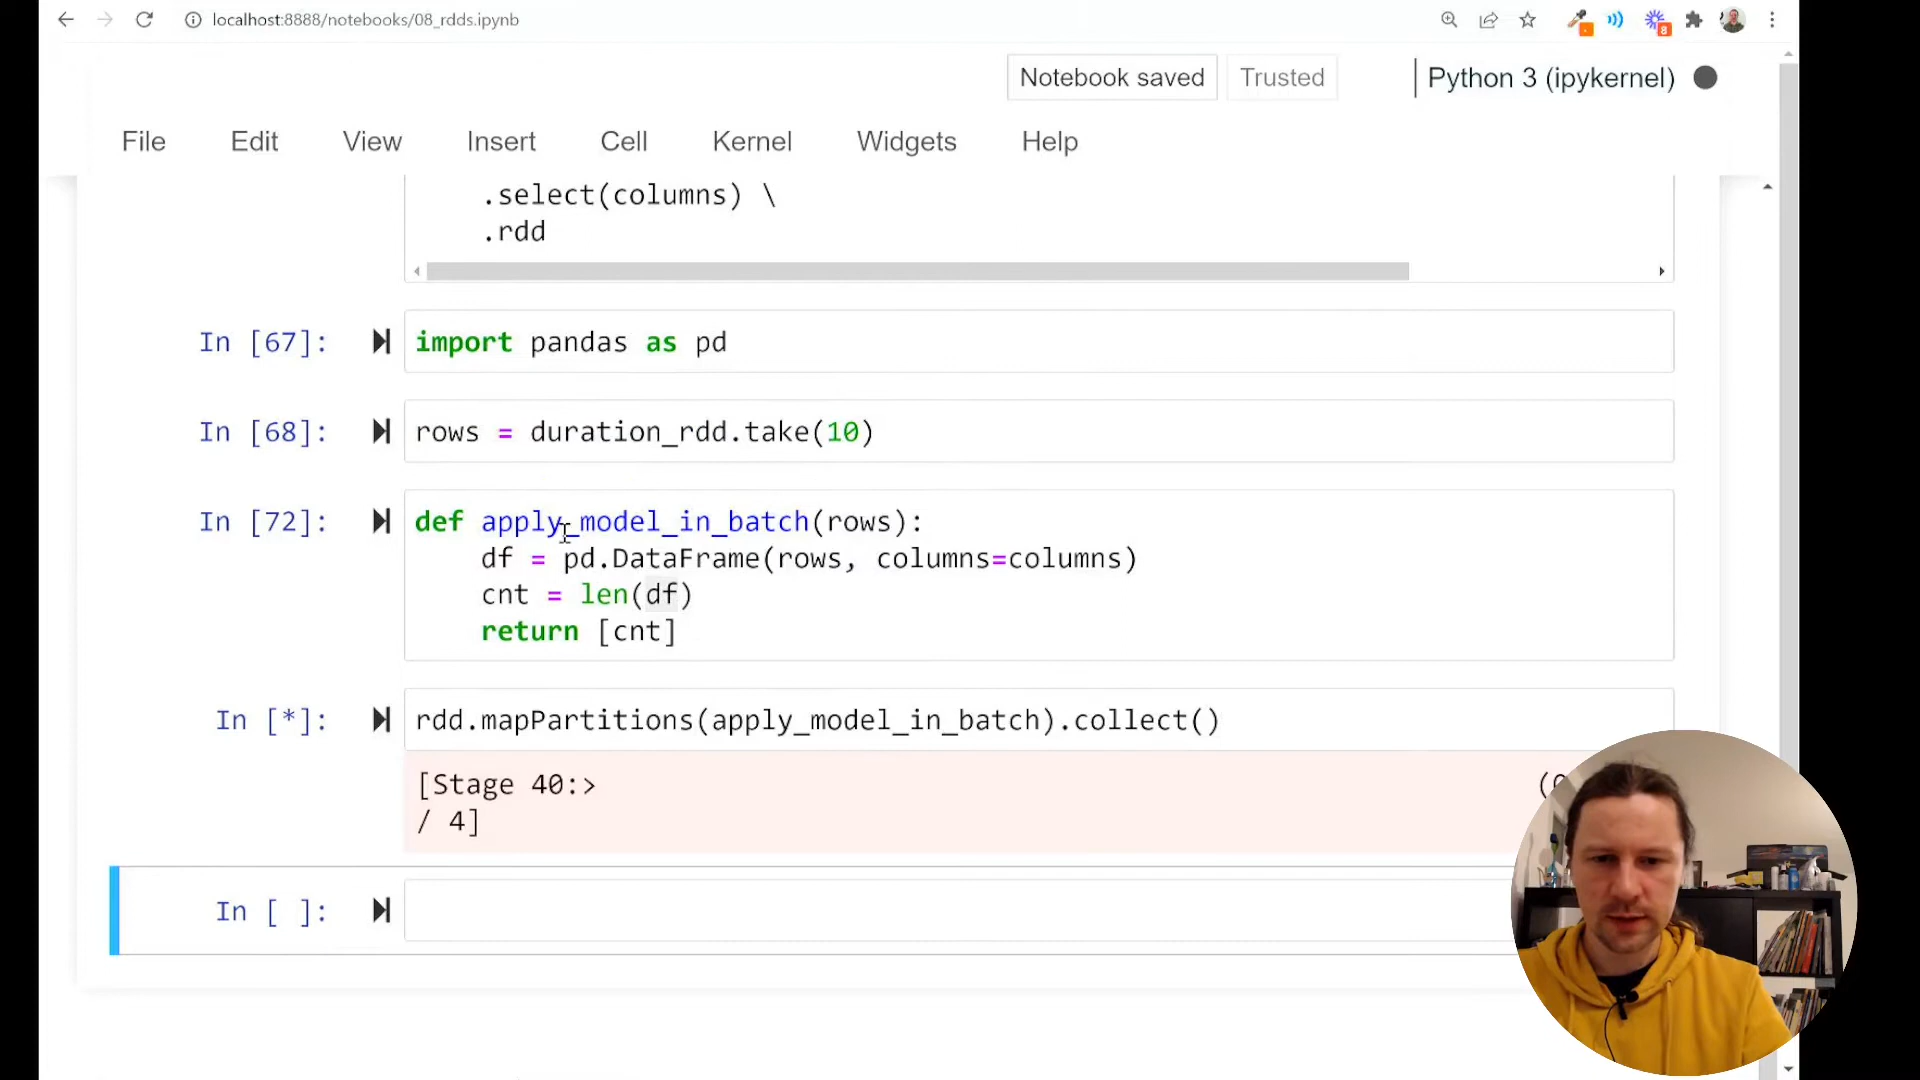 localhost:8888/notebooks/08_rdds.ipynb
8
Notebook saved Trusted Python 3 (ipykernel)
File Edit View Insert Cell Kernel Widgets Help
.select(columns) \
.rdd
In [67]: import pandas as pd
In [68]: rows = duration_rdd.take(10)
In [72]: def apply_model_in_batch(rows):
df = pd.DataFrame(rows, columns=columns)
cnt = len(df)
return [cnt]
In [*]: rdd.mapPartitions(apply_model_in_batch).collect()
[Stage 40:>
/ 4]
In [ ]: